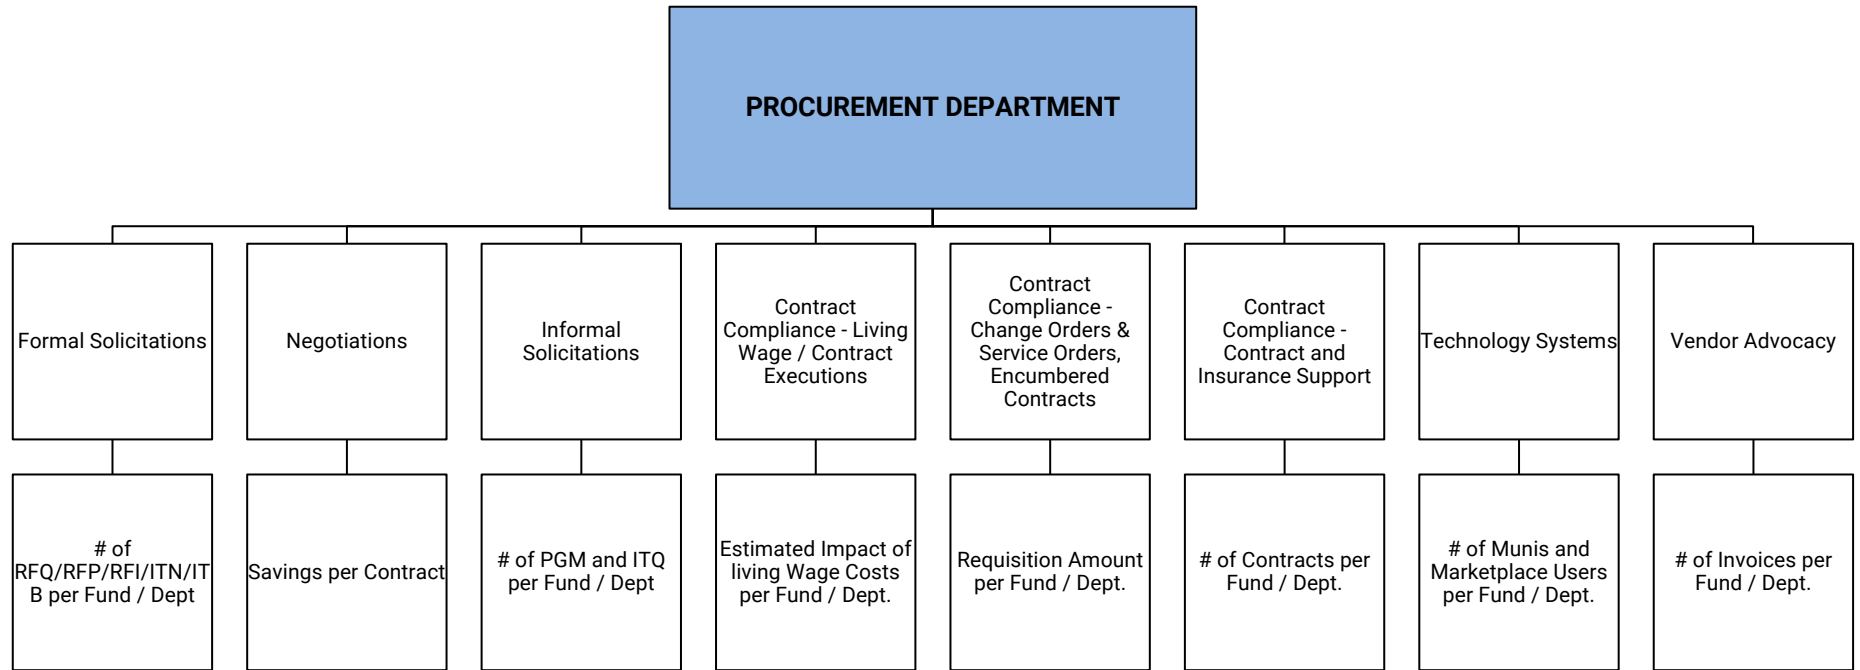 PROCUREMENT DEPARTMENT
Formal Solicitations
Negotiations
Informal
Solicitations
Contract
Compliance - Living
Wage / Contract
Executions
Contract
Compliance -
Change Orders &
Service Orders,
Encumbered
Contracts
Contract
Compliance -
Contract and
Insurance Support
Technology Systems
Vendor Advocacy
# of
RFQ/RFP/RFI/ITN/IT
B per Fund / Dept
Savings per Contract
# of PGM and ITQ
per Fund / Dept
Estimated Impact of
living Wage Costs
per Fund / Dept.
Requisition Amount
per Fund / Dept.
# of Contracts per
Fund / Dept.
# of Munis and
Marketplace Users
per Fund / Dept.
# of Invoices per
Fund / Dept.